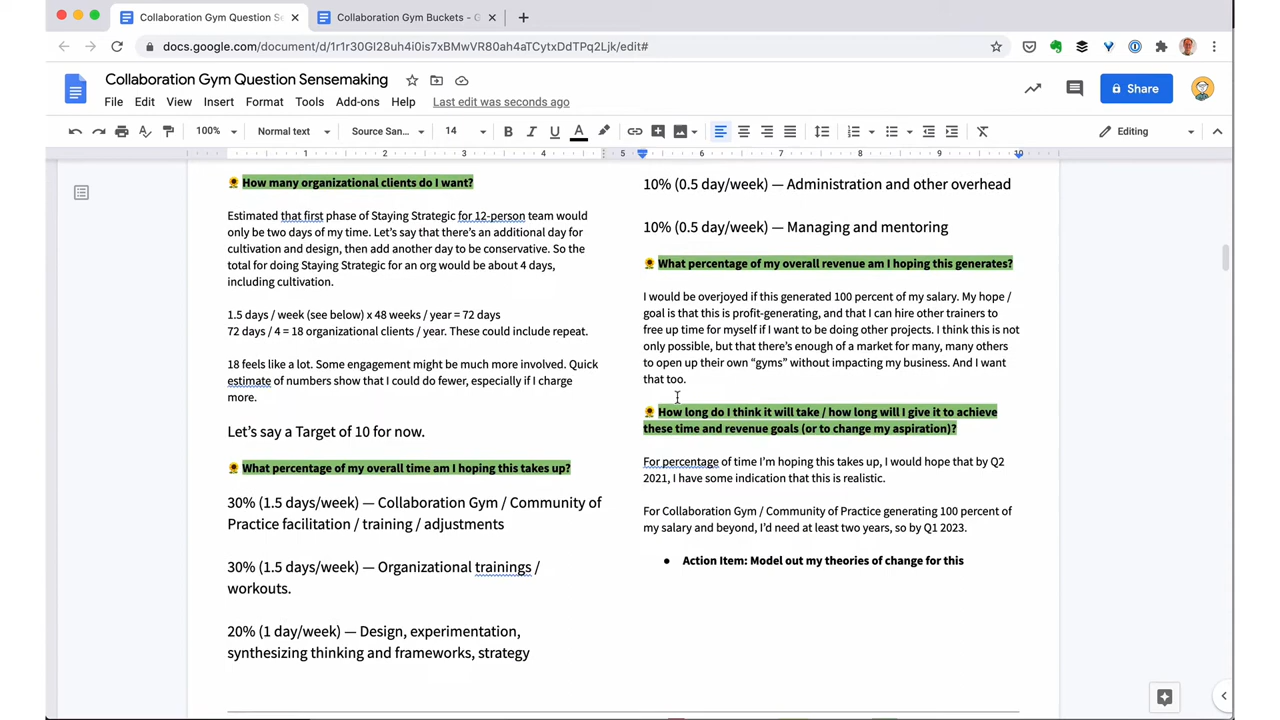 Collaboration Gym Question Se
Collaboration Gym Buckets - G
docs.google.com/document/d/1r1r30GI28uh4i0is7xBMwVR80ah4aTCytxDdTPq2Ljk/edit#
Collaboration Gym Question Sensemaking
File Edit View Insert Format Tools Add-ons Help Last edit was seconds ago
Share
100% Normal text Source San... 14 B I U A Editing
1 2 3 4 5 6 7 8 9 10
How many organizational clients do I want?
Estimated that first phase of Staying Strategic for 12-person team would
only be two days of my time. Let's say that there's an additional day for
cultivation and design, then add another day to be conservative. So the
total for doing Staying Strategic for an org would be about 4 days,
including cultivation.
1.5 days / week (see below) x 48 weeks / year = 72 days
72 days / 4 = 18 organizational clients / year. These could include repeat.
18 feels like a lot. Some engagement might be much more involved. Quick
estimate of numbers show that I could do fewer, especially if I charge
more.
Let's say a Target of 10 for now.
What percentage of my overall time am I hoping this takes up?
30% (1.5 days/week) — Collaboration Gym / Community of
Practice facilitation / training / adjustments
30% (1.5 days/week) — Organizational trainings /
workouts.
20% (1 day/week) — Design, experimentation,
synthesizing thinking and frameworks, strategy
10% (0.5 day/week) — Administration and other overhead
10% (0.5 day/week) — Managing and mentoring
What percentage of my overall revenue am I hoping this generates?
I would be overjoyed if this generated 100 percent of my salary. My hope /
goal is that this is profit-generating, and that I can hire other trainers to
free up time for myself if I want to be doing other projects. I think this is not
only possible, but that there's enough of a market for many, many others
to open up their own “gyms” without impacting my business. And I want
that too.
How long do I think it will take / how long will I give it to achieve
these time and revenue goals (or to change my aspiration)?
For percentage of time I'm hoping this takes up, I would hope that by Q2
2021, I have some indication that this is realistic.
For Collaboration Gym / Community of Practice generating 100 percent of
my salary and beyond, I'd need at least two years, so by Q1 2023.
● Action Item: Model out my theories of change for this